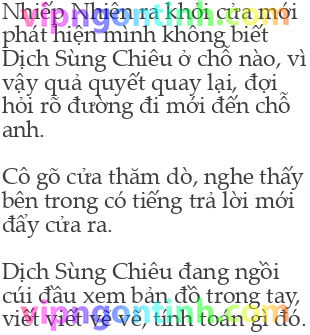 Nhiếp Nhiên ra khỏi cửa mới
phát hiện mình không biết
Dịch Sùng Chiêu ở chỗ nào, vì
vậy quả quyết quay lại, đợi
hỏi rõ đường đi mới đến chỗ
anh.
Cô gõ cửa thăm dò, nghe thấy
bên trong có tiếng trả lời mới
đẩy cửa ra.
Dịch Sùng Chiêu đang ngồi
cúi đầu xem bản đồ trong tay,
viết viết vẽ vẽ, tính toán gì đó.
vipngontinh.com
vipngontinh.com